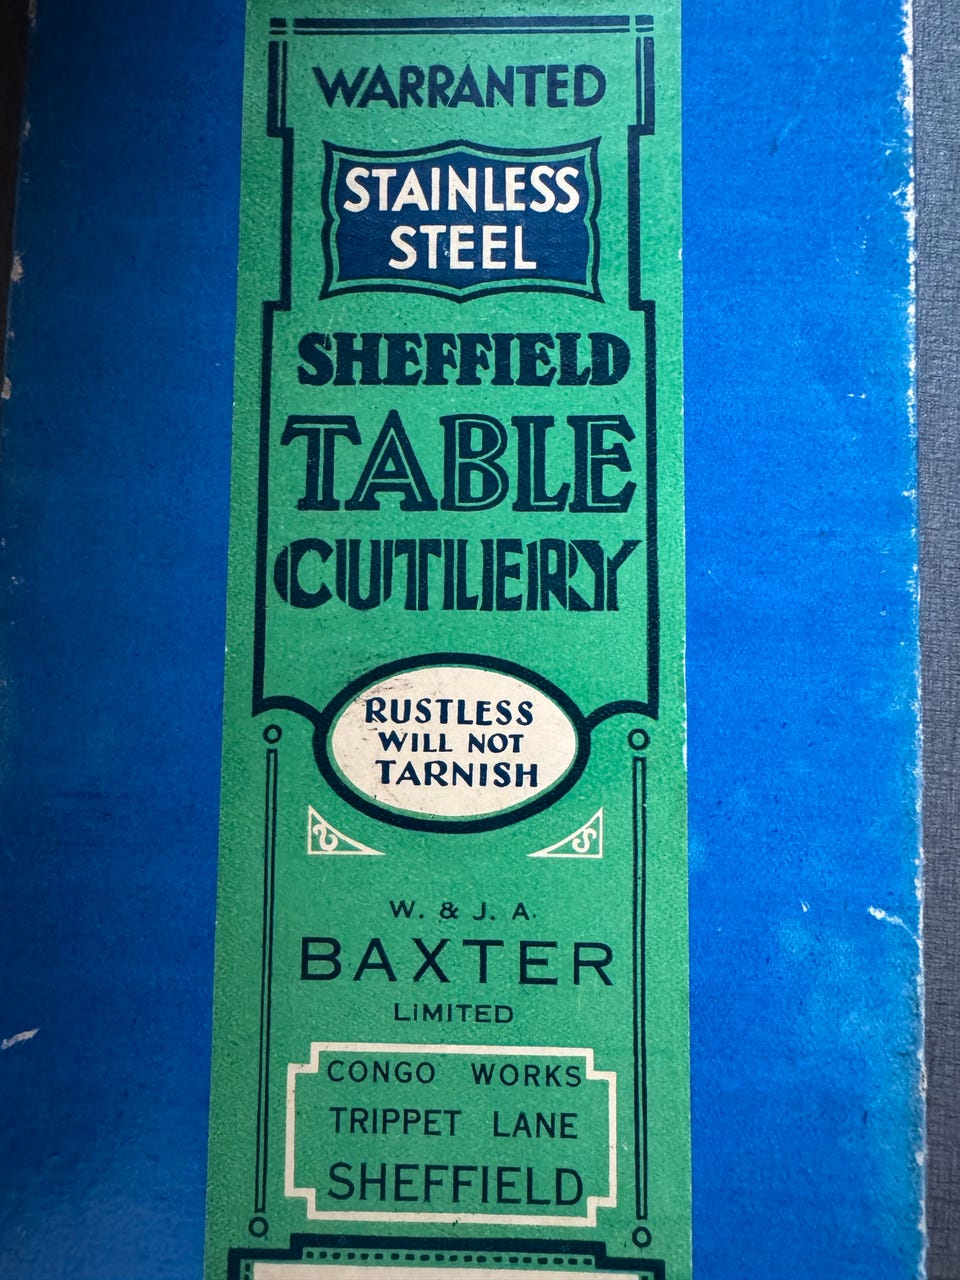 WARRANTED
STAINLESS
STEEL
SHEFFIELD
TABLE
CUTLERY
RUSTLESS
WILL NOT
TARNISH
W. & J. A.
BAXTER
LIMITED
CONGO WORKS
TRIPPET LANE
SHEFFIELD